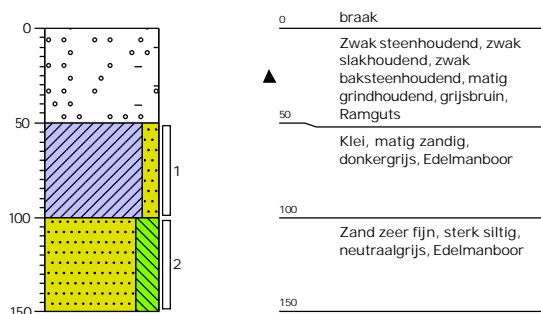 0
50
100
150
1
2
0
braak
Zwak steenhoudend, zwak
slakhoudend, zwak
baksteenhoudend, matig
grindhoudend, grijsbruin,
Ramguts
50
Klei, matig zandig,
donkergrijs, Edelmanboor
100
Zand zeer fijn, sterk siltig,
neutraalgrijs, Edelmanboor
150